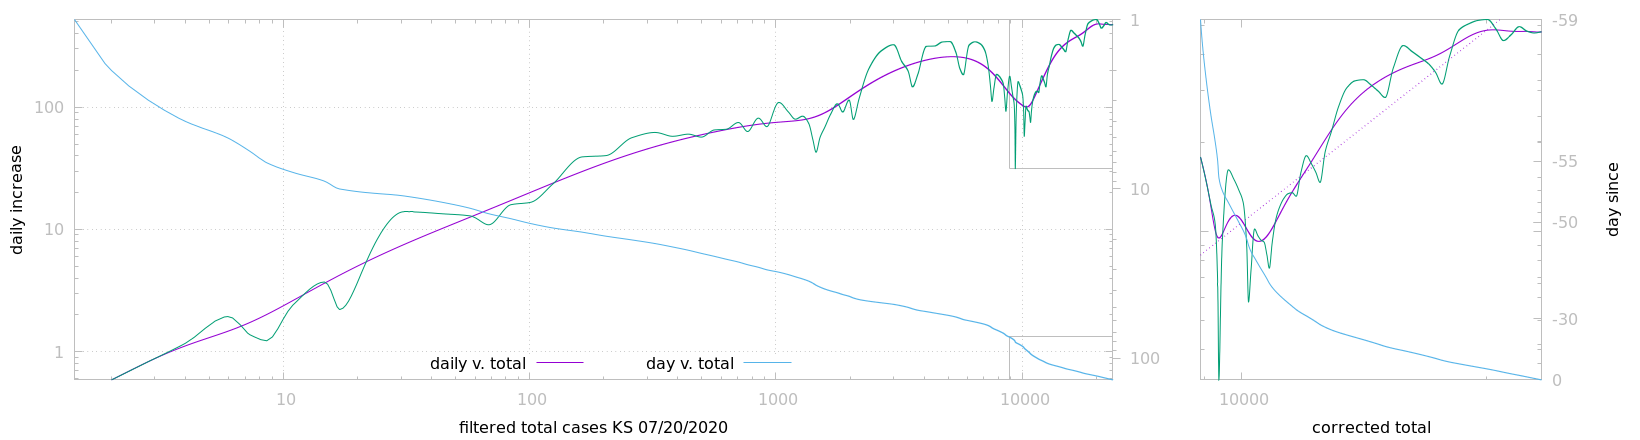 daily increase
100
10
1
10
100
1000
10000
1
10
100
daily v. total
day v. total
filtered total cases KS 07/20/2020
10000
-59
-55
-50
-30
0
day since
corrected total